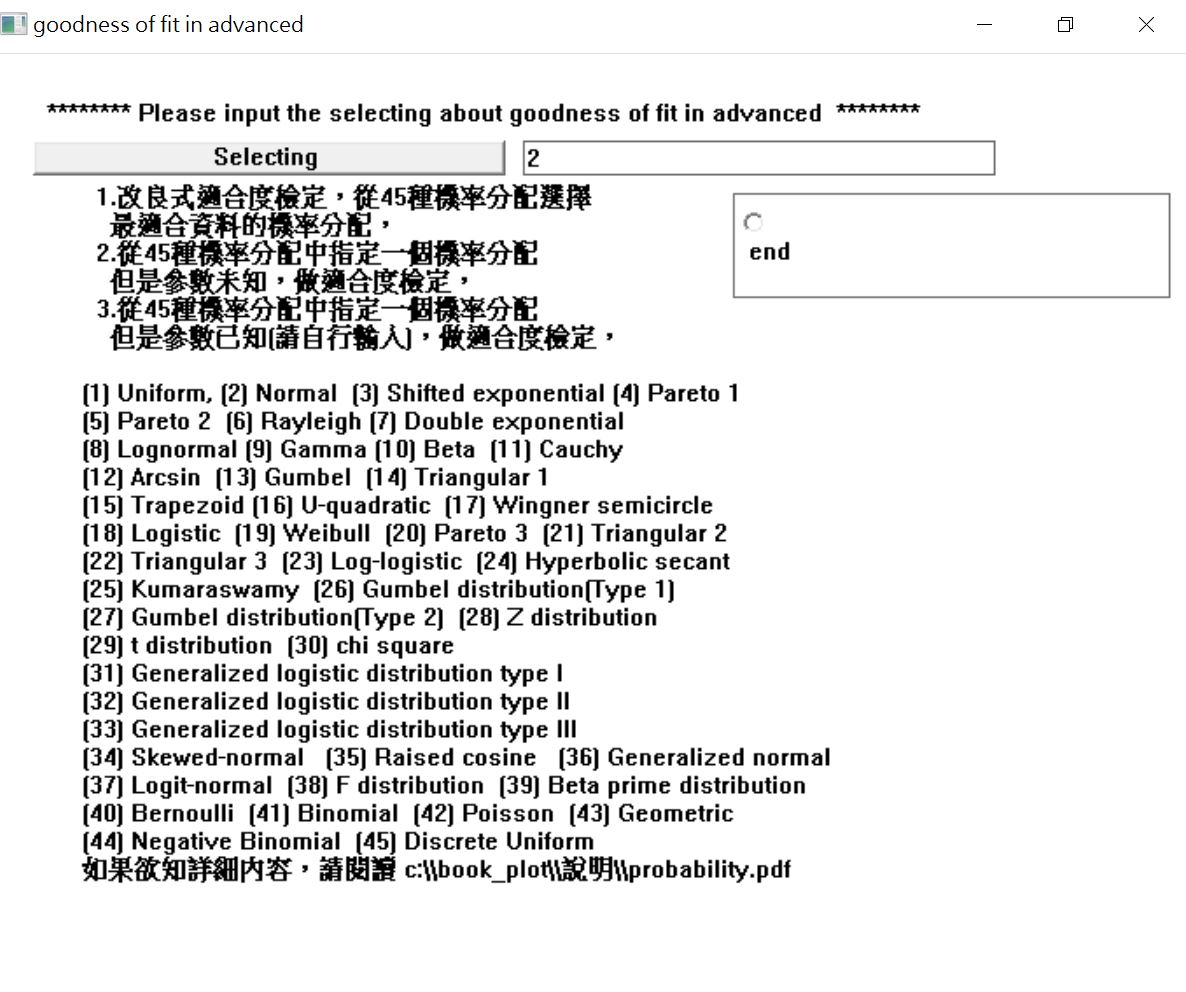 goodness of fit in advanced
******** Please input the selecting about goodness of fit in advanced ********
Selecting
2
1.改良式適合度檢定，從45種機率分配選擇
最適合資料的機率分配，
2.從45種機率分配中指定一個機率分配
但是參數未知，做適合度檢定，
3.從45種機率分配中指定一個機率分配
但是參數已知(請自行輸入)，做適合度檢定，
end
(1) Uniform, (2) Normal (3) Shifted exponential (4) Pareto 1
(5) Pareto 2 (6) Rayleigh (7) Double exponential
(8) Lognormal (9) Gamma (10) Beta (11) Cauchy
(12) Arcsin (13) Gumbel (14) Triangular 1
(15) Trapezoid (16) U-quadratic (17) Wingner semicircle
(18) Logistic (19) Weibull (20) Pareto 3 (21) Triangular 2
(22) Triangular 3 (23) Log-logistic (24) Hyperbolic secant
(25) Kumaraswamy (26) Gumbel distribution(Type 1)
(27) Gumbel distribution(Type 2) (28) Z distribution
(29) t distribution (30) chi square
(31) Generalized logistic distribution type I
(32) Generalized logistic distribution type II
(33) Generalized logistic distribution type III
(34) Skewed-normal (35) Raised cosine (36) Generalized normal
(37) Logit-normal (38) F distribution (39) Beta prime distribution
(40) Bernoulli (41) Binomial (42) Poisson (43) Geometric
(44) Negative Binomial (45) Discrete Uniform
如果欲知詳細內容，請閱讀 c:\\book_plot\\說明\\probability.pdf